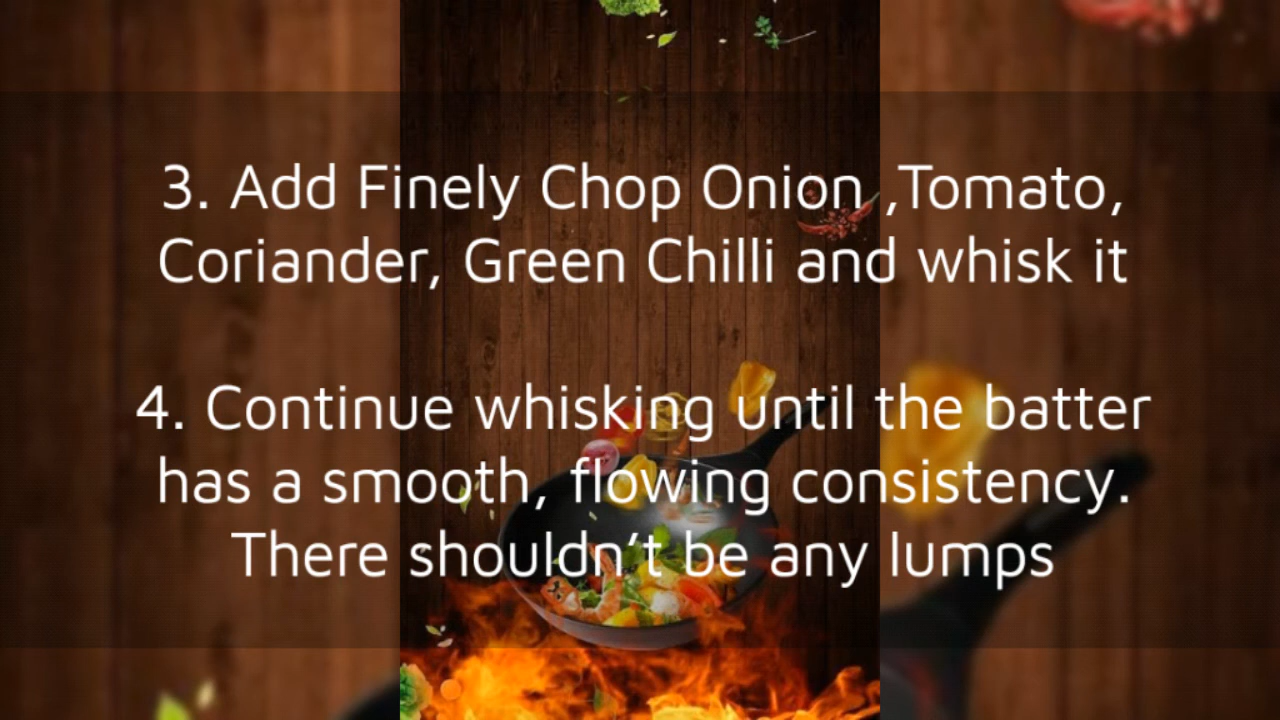 3. Add Finely Chop Onion ,Tomato,
Coriander, Green Chilli and whisk it
4. Continue whisking until the batter
has a smooth, flowing consistency.
There shouldn't be any lumps